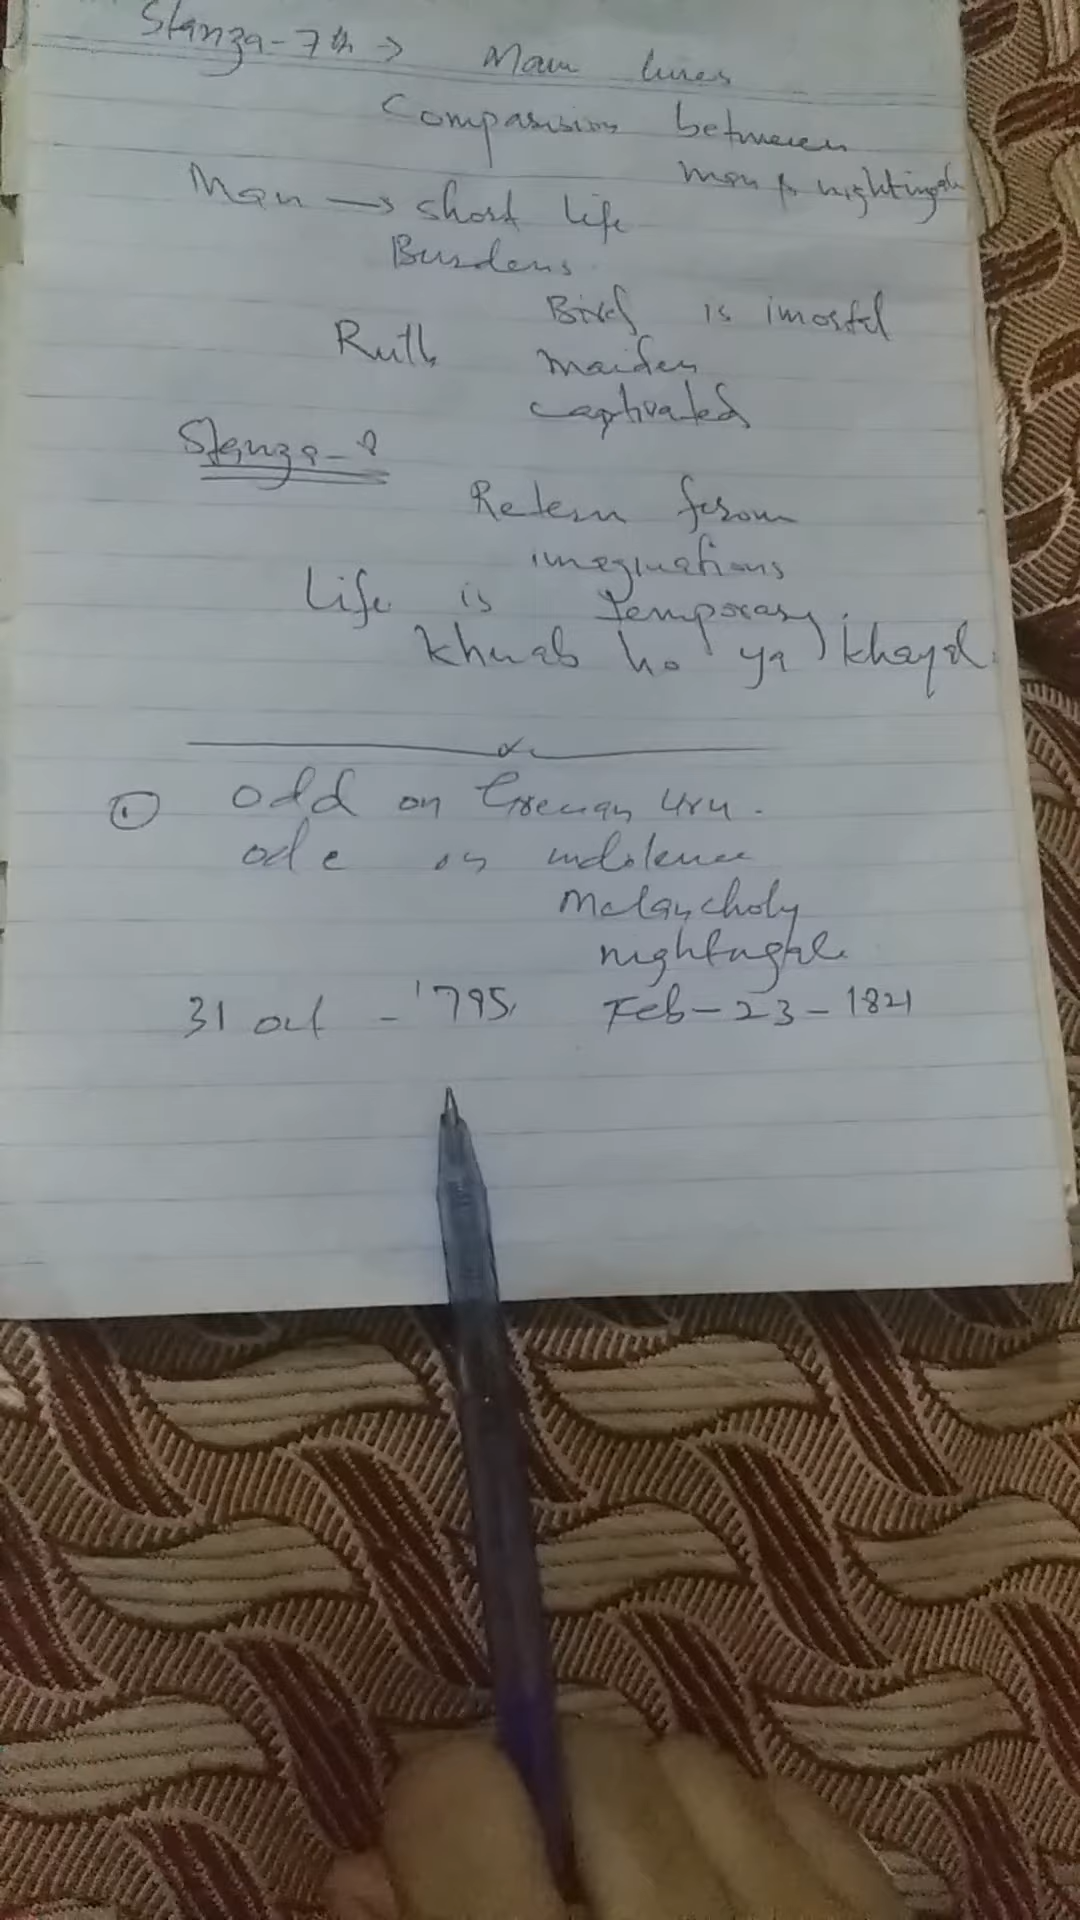 Stanza-7th → Main lines
Comparision between
man & nightingale
Man → short life
Burdens
Bird is imortal
Ruth maiden
captivated
Stanza-8
Retern from
imaginations
Life is temporary
khwab ho ya khayal.
① odd on Grecian urn.
ode on indolence
Melancholy
nightingale
31 oct - 1795, Feb-23-1821